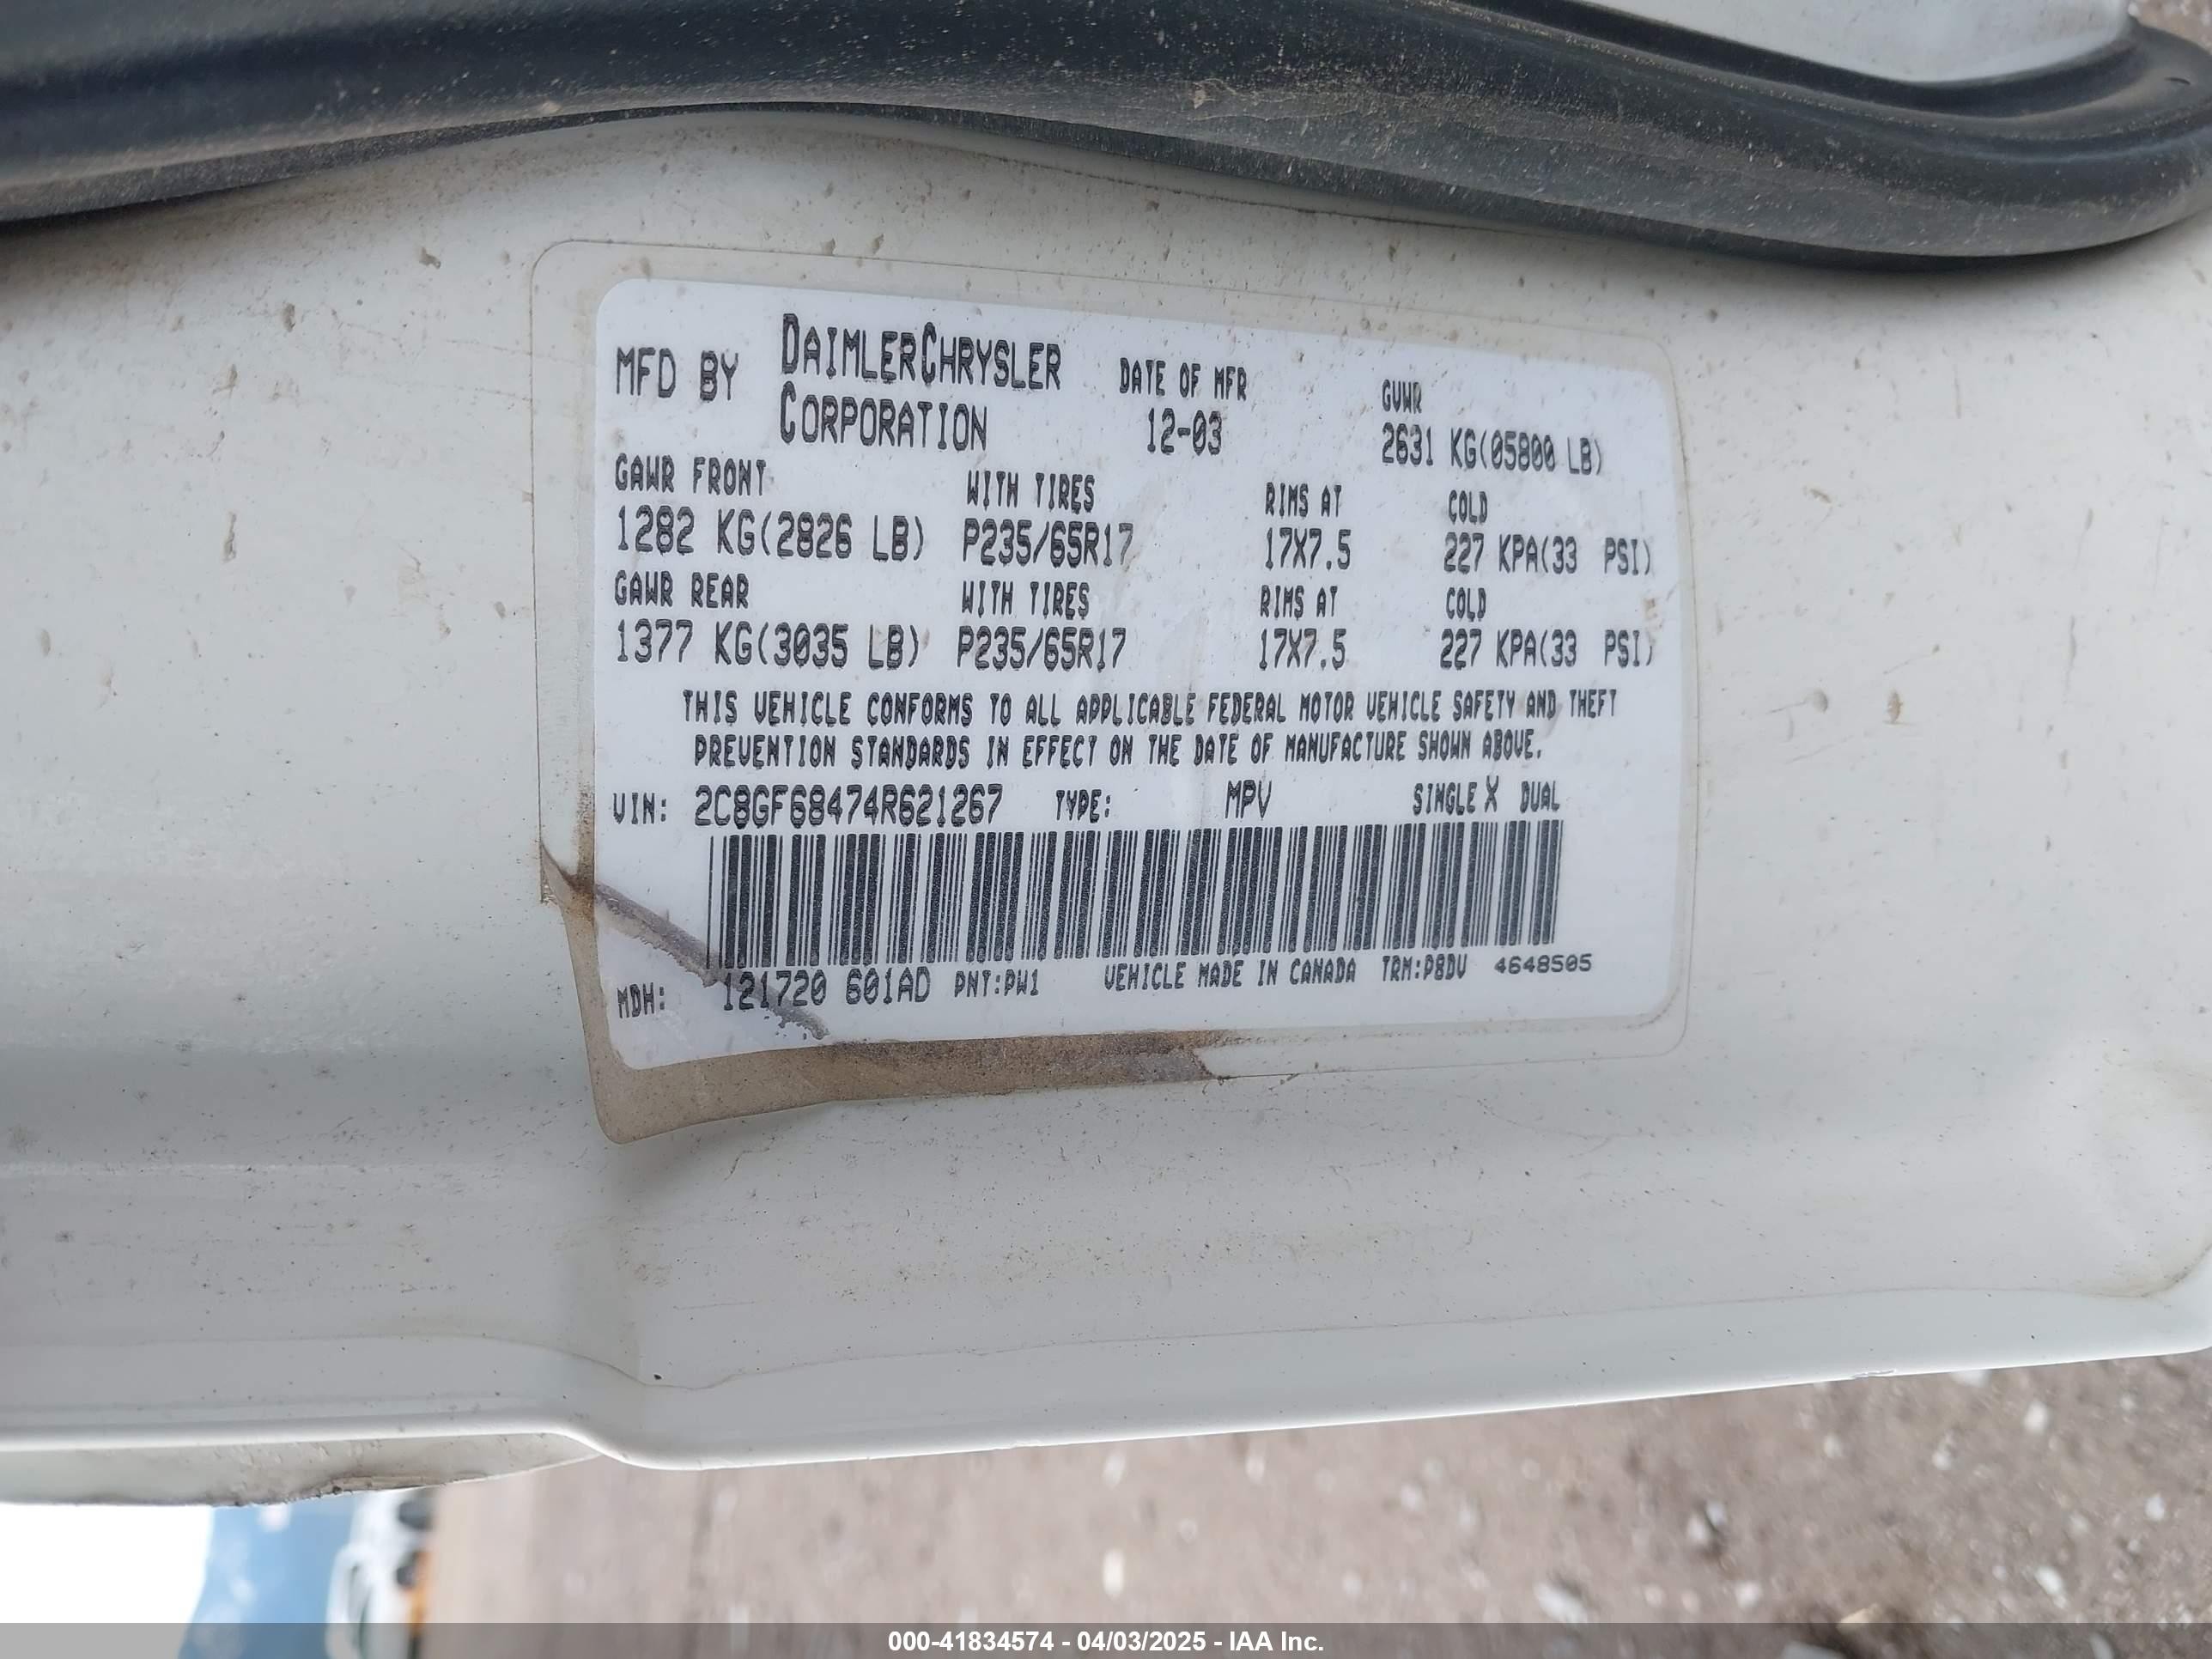 MFD BY DAIMLERCHRYSLER CORPORATION DATE OF MFR 12-03 GVWR 2631 KG(05800 LB)
GAWR FRONT WITH TIRES RIMS AT COLD
1282 KG(2826 LB) P235/65R17 17X7.5 227 KPA(33 PSI)
GAWR REAR WITH TIRES RIMS AT COLD
1377 KG(3035 LB) P235/65R17 17X7.5 227 KPA(33 PSI)
THIS VEHICLE CONFORMS TO ALL APPLICABLE FEDERAL MOTOR VEHICLE SAFETY AND THEFT
PREVENTION STANDARDS IN EFFECT ON THE DATE OF MANUFACTURE SHOWN ABOVE.
VIN: 2C8GF68474R621267 TYPE: MPV SINGLE X DUAL
MDH: 121720 601AD PNT:PW1 VEHICLE MADE IN CANADA TRM:P8DV 4648505
000-41834574 - 04/03/2025 - IAA Inc.